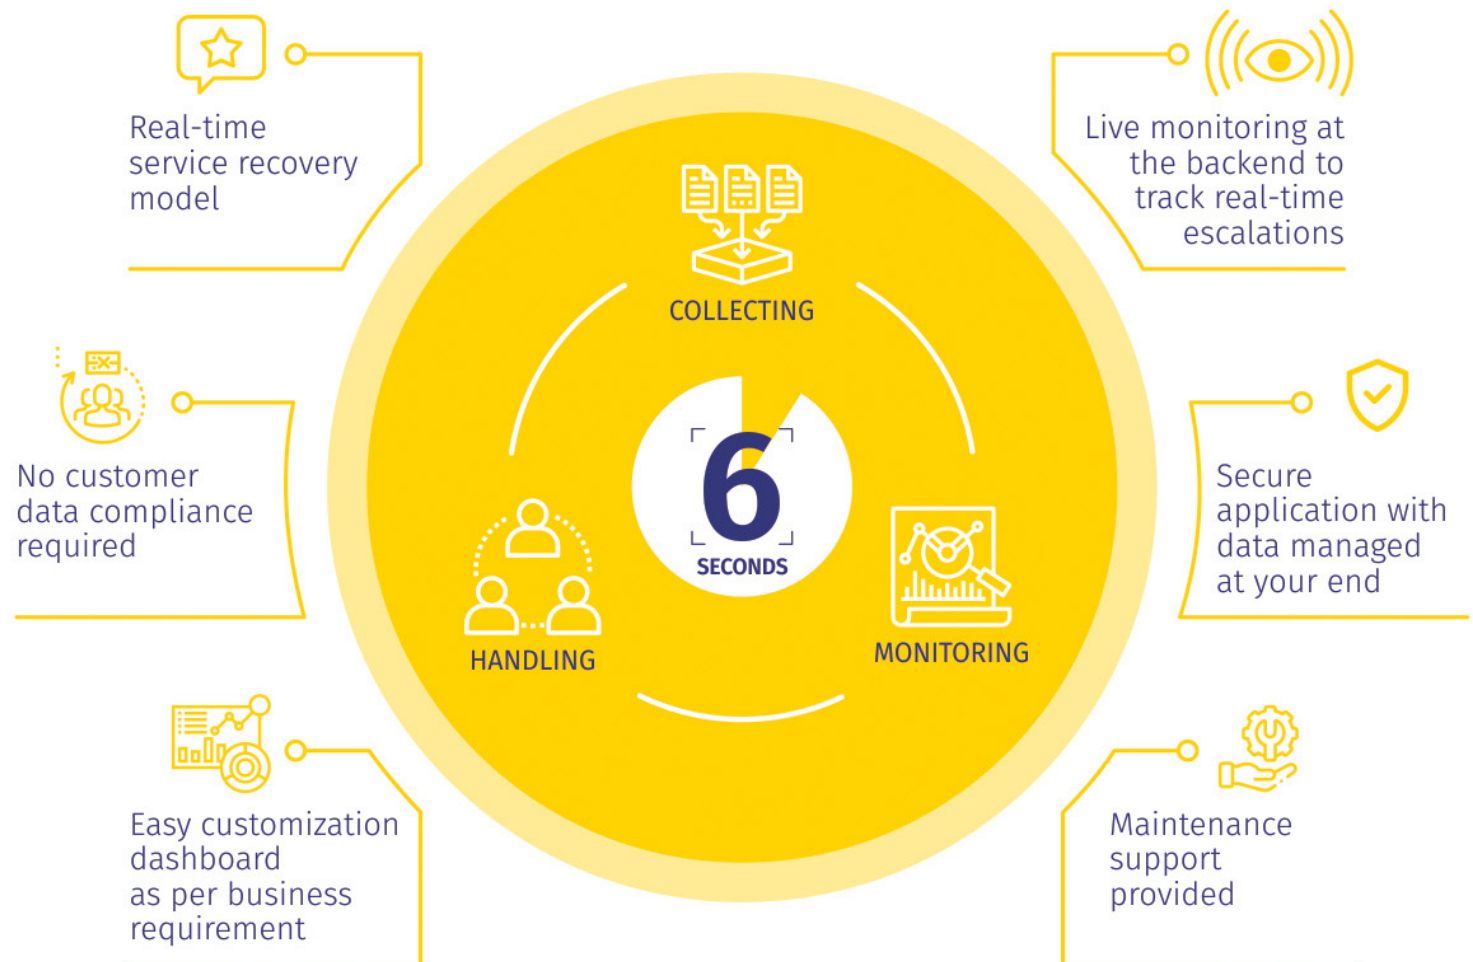 Real-time
service recovery
model
Live monitoring at
the backend to
track real-time
escalations
COLLECTING
No customer
data compliance
required
6
SECONDS
Secure
application with
data managed
at your end
HANDLING
MONITORING
Easy customization
dashboard
as per business
requirement
Maintenance
support
provided